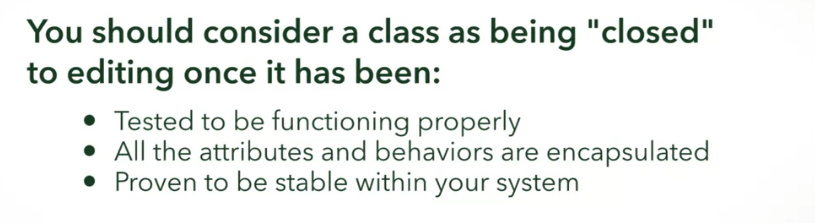 You should consider a class as being "closed"
to editing once it has been:
• Tested to be functioning properly
• All the attributes and behaviors are encapsulated
• Proven to be stable within your system